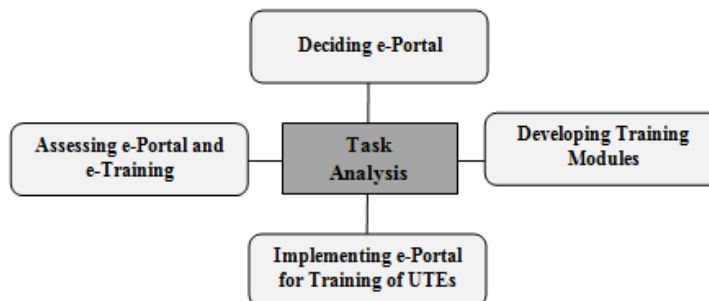 Deciding e-Portal
Assessing e-Portal and
e-Training
Task
Analysis
Developing Training
Modules
Implementing e-Portal
for Training of UTEs